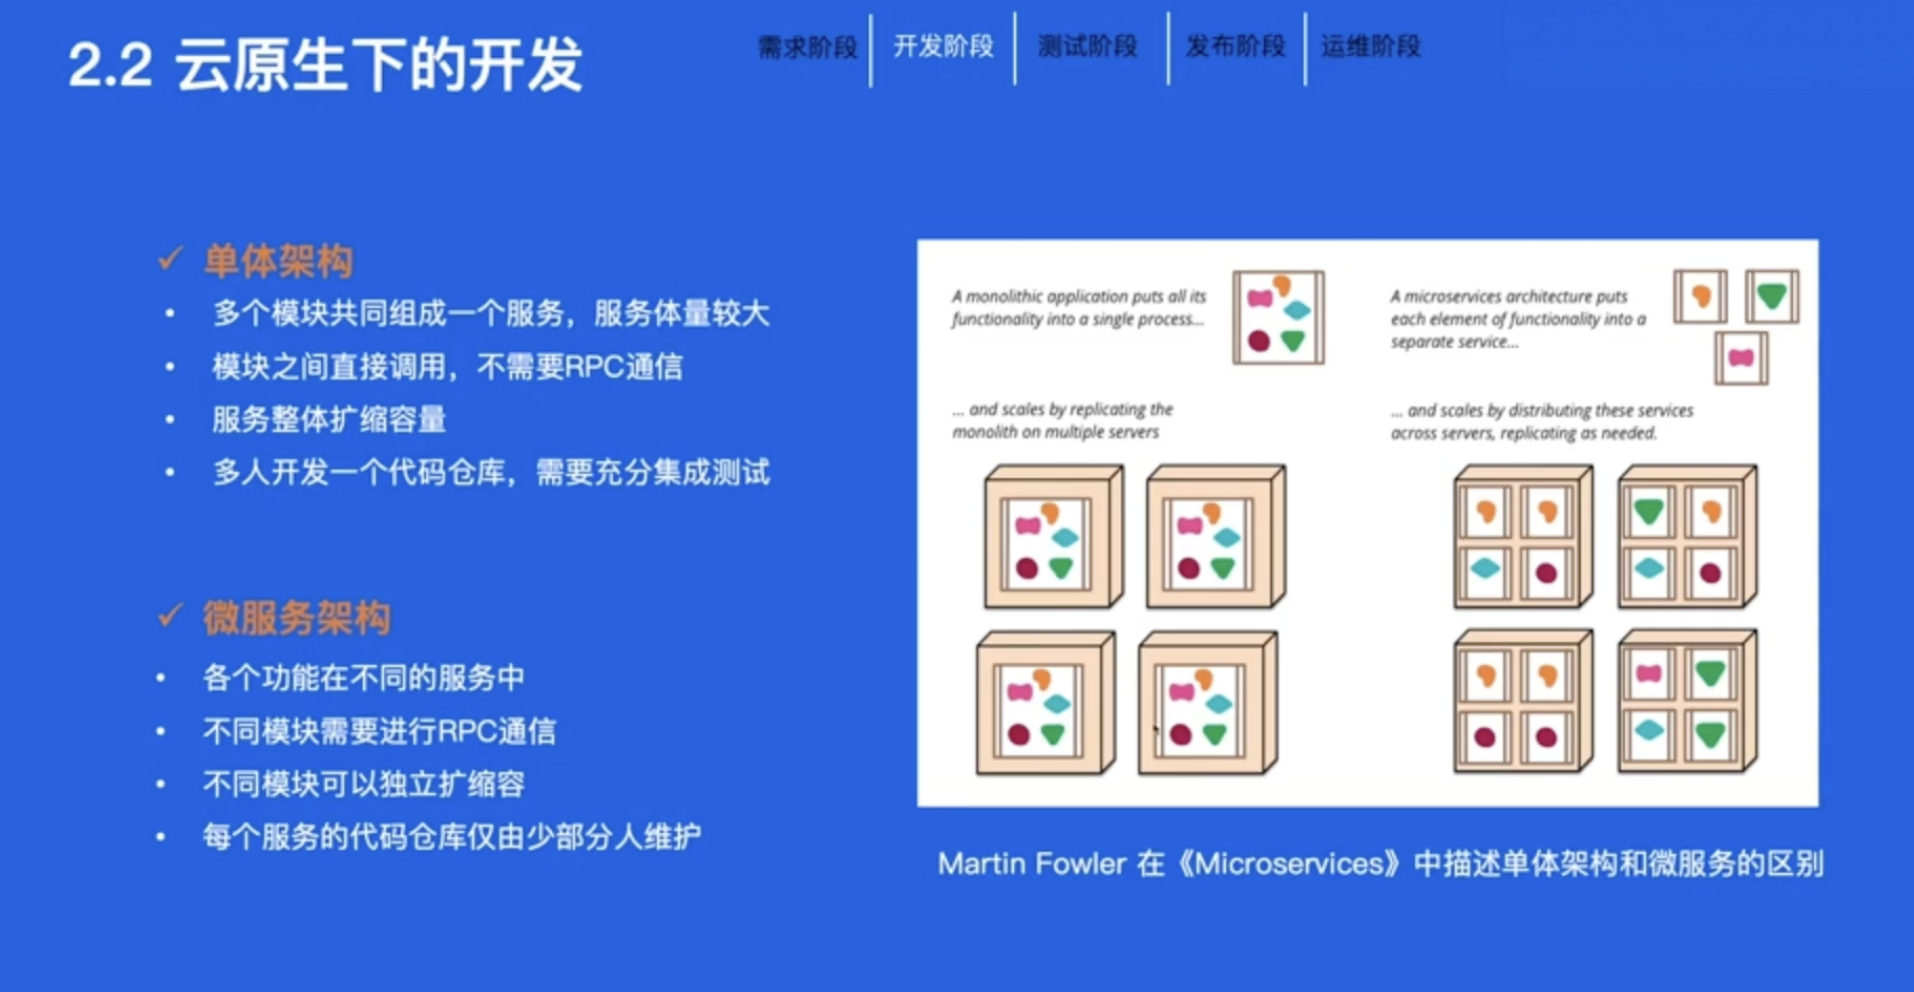 2.2 云原生下的开发
需求阶段
开发阶段
测试阶段
发布阶段
运维阶段
✓ 单体架构
• 多个模块共同组成一个服务，服务体量较大
• 模块之间直接调用，不需要RPC通信
• 服务整体扩缩容量
• 多人开发一个代码仓库，需要充分集成测试
✓ 微服务架构
• 各个功能在不同的服务中
• 不同模块需要进行RPC通信
• 不同模块可以独立扩缩容
• 每个服务的代码仓库仅由少部分人维护
A monolithic application puts all its
functionality into a single process...
... and scales by replicating the
monolith on multiple servers
A microservices architecture puts
each element of functionality into a
separate service...
... and scales by distributing these services
across servers, replicating as needed.
Martin Fowler 在《Microservices》中描述单体架构和微服务的区别